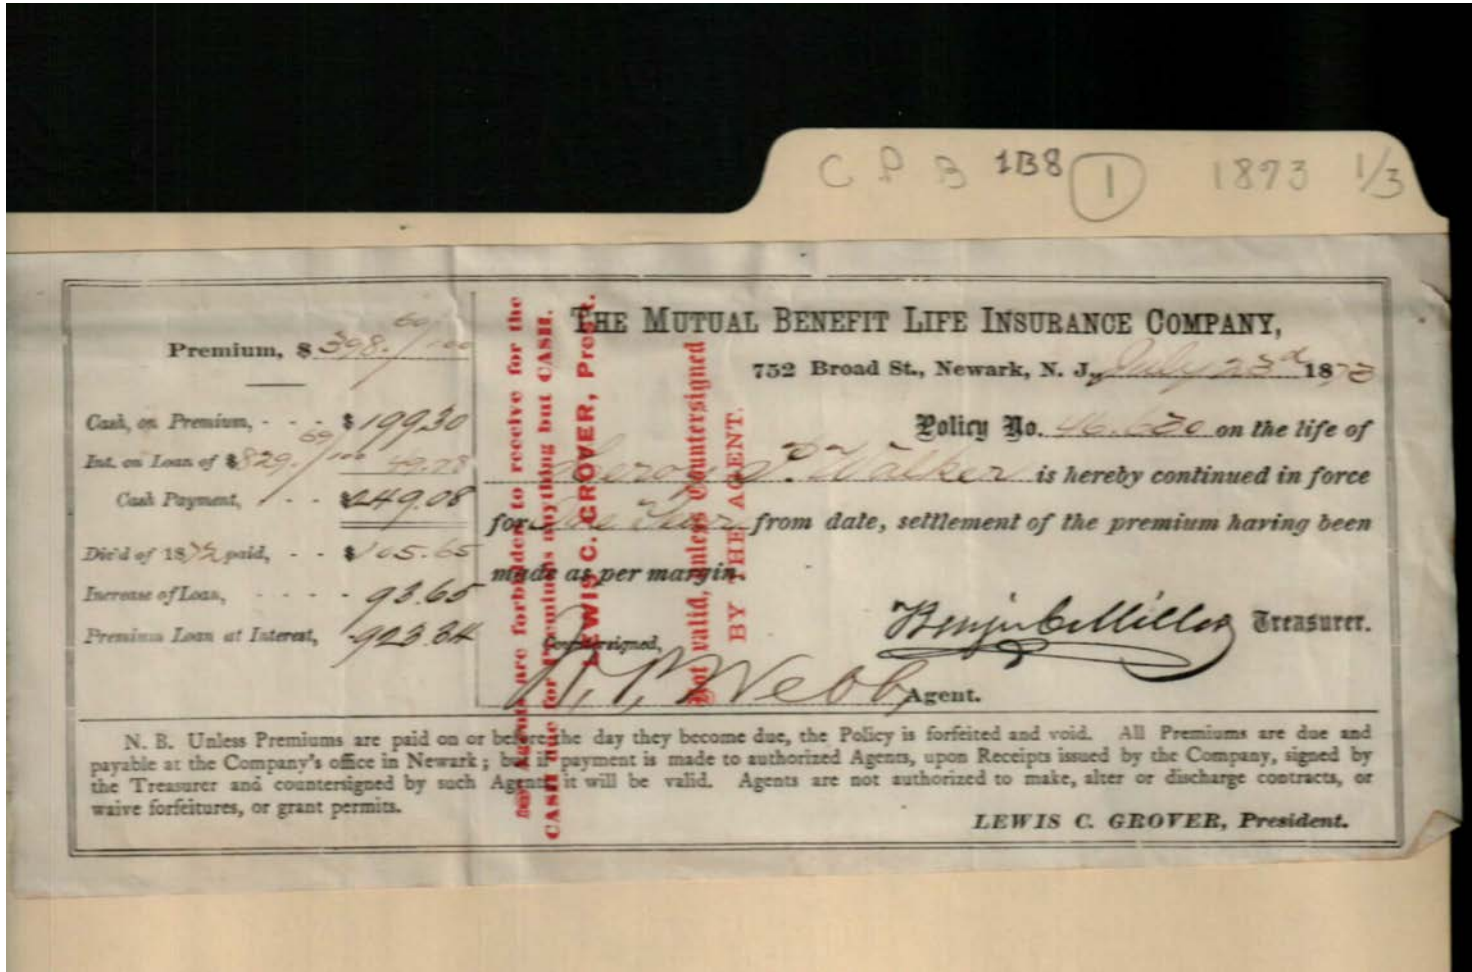 C P B 1B8 1 1873 1/3
THE MUTUAL BENEFIT LIFE INSURANCE COMPANY,
752 Broad St., Newark, N. J., July 23d 1873
Policy No. 46.620 on the life of
P. Walker is hereby continued in force
for One Year from date, settlement of the premium having been
made as per margin.
Benj. C. Miller Treasurer.
Countersigned,
Webb Agent.
Premium, $ 398. 60/100
Cash, on Premium, - - - $ 199.30
Int. on Loan of $ 829. 69/100 49.78
Cash Payment, - - $ 249.08
Div'd of 18 paid, - - $ 105.65
Increase of Loan, - - - - 93.65
Premium Loan at Interest, 923.34
Agents are forbidden to receive for the
CASH due for Premiums anything but CASH.
LEWIS C. GROVER, Prest.
Not valid, unless Countersigned
BY THE AGENT.
N. B. Unless Premiums are paid on or before the day they become due, the Policy is forfeited and void. All Premiums are due and
payable at the Company's office in Newark; but if payment is made to authorized Agents, upon Receipts issued by the Company, signed by
the Treasurer and countersigned by such Agent, it will be valid. Agents are not authorized to make, alter or discharge contracts, or
waive forfeitures, or grant permits.
LEWIS C. GROVER, President.